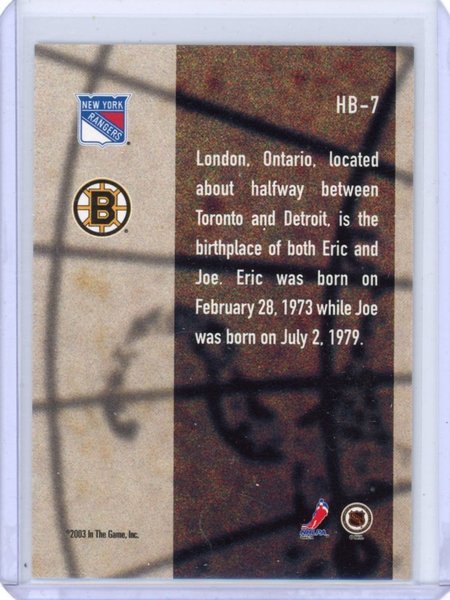 NEW YORK
RANGERS
B
HB-7
London, Ontario, located
about halfway between
Toronto and Detroit, is the
birthplace of both Eric and
Joe. Eric was born on
February 28, 1973 while Joe
was born on July 2, 1979.
©2003 In The Game, Inc.
NHLPA